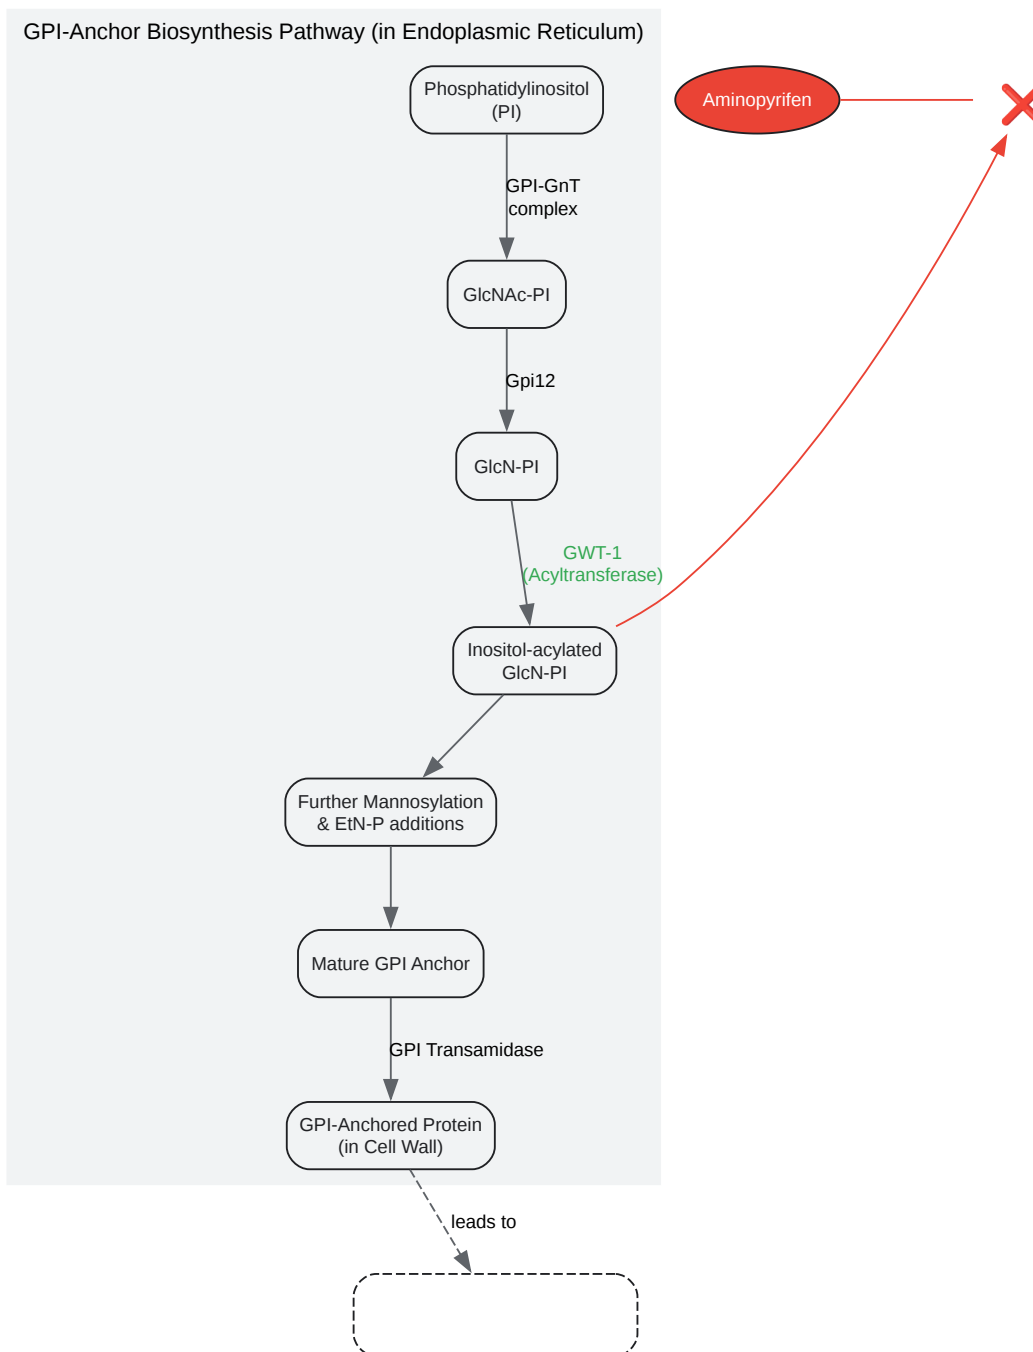 GPI-Anchor Biosynthesis Pathway (in Endoplasmic Reticulum)
Phosphatidylinositol
(PI)
Aminopyrifen
GPI-GnT
complex
GlcNAc-PI
Gpi12
GlcN-PI
GWT-1
(Acyltransferase)
Inositol-acylated
GlcN-PI
Further Mannosylation
& EtN-P additions
Mature GPI Anchor
GPI Transamidase
GPI-Anchored Protein
(in Cell Wall)
leads to